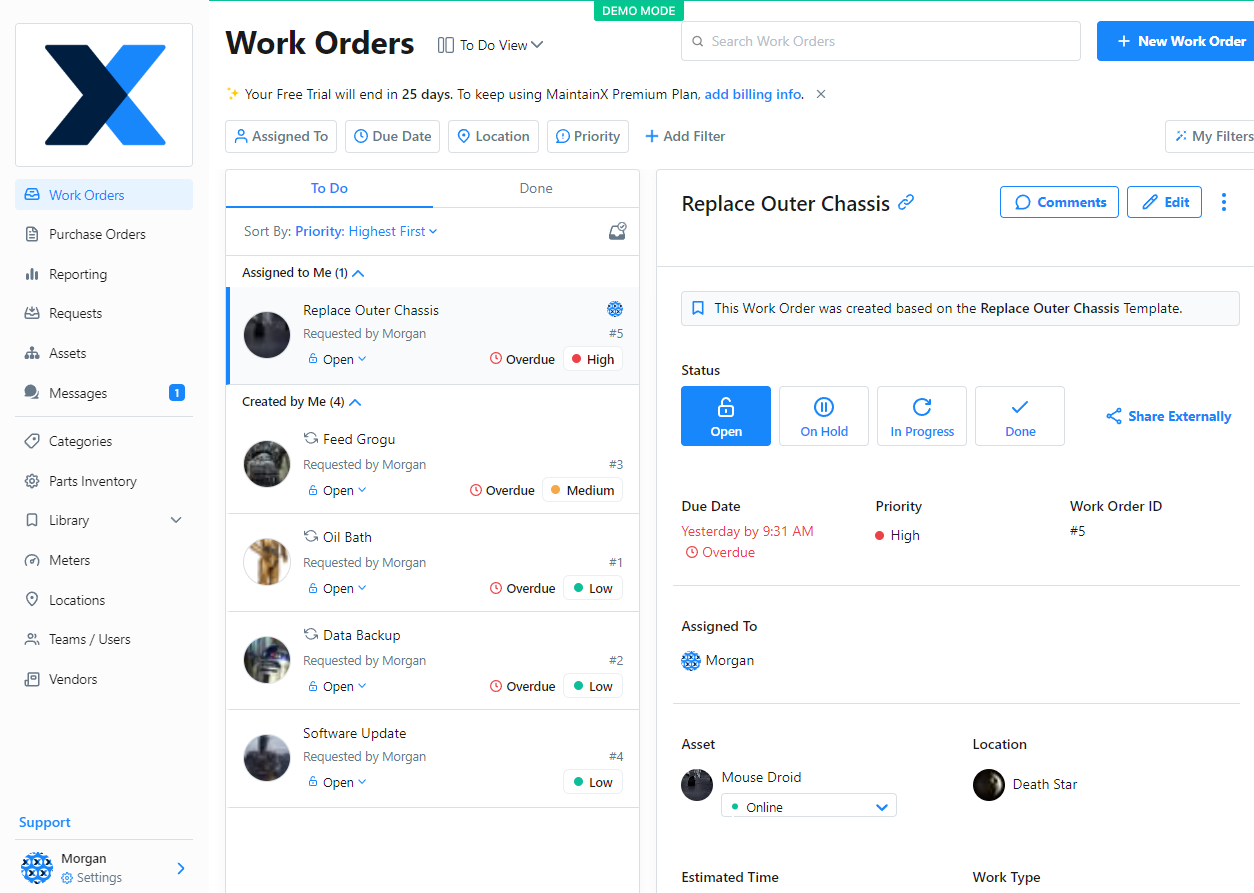 DEMO MODE
Work Orders
To Do View
Search Work Orders
+ New Work Order
Your Free Trial will end in 25 days. To keep using MaintainX Premium Plan, add billing info.
Assigned To
Due Date
Location
Priority
+ Add Filter
My Filters
Work Orders
Purchase Orders
Reporting
Requests
Assets
Messages
1
Categories
Parts Inventory
Library
Meters
Locations
Teams / Users
Vendors
Support
Morgan
Settings
To Do
Done
Sort By: Priority: Highest First
Assigned to Me (1)
Replace Outer Chassis
Requested by Morgan
#5
Open
Overdue
High
Created by Me (4)
Feed Grogu
Requested by Morgan
#3
Open
Overdue
Medium
Oil Bath
Requested by Morgan
#1
Open
Overdue
Low
Data Backup
Requested by Morgan
#2
Open
Overdue
Low
Software Update
Requested by Morgan
#4
Open
Low
Replace Outer Chassis
Comments
Edit
This Work Order was created based on the Replace Outer Chassis Template.
Status
Open
On Hold
In Progress
Done
Share Externally
Due Date
Yesterday by 9:31 AM
Overdue
Priority
High
Work Order ID
#5
Assigned To
Morgan
Asset
Mouse Droid
Online
Location
Death Star
Estimated Time
Work Type